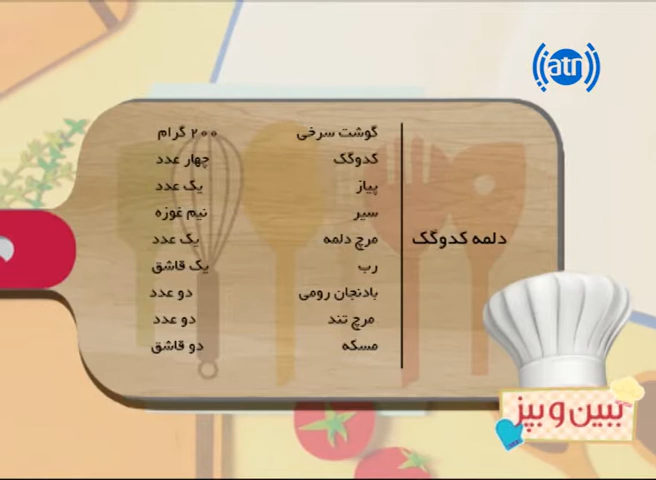 atr
گوشت سرخی ۲۰۰ گرام
کدوگک چهار عدد
پیاز یک عدد
سیر نیم غوزه
دلمه کدوگک
مرچ دلمه یک عدد
رب یک قاشق
بادنجان رومی دو عدد
مرچ تند دو عدد
مسکه دو قاشق
ببین و بپز